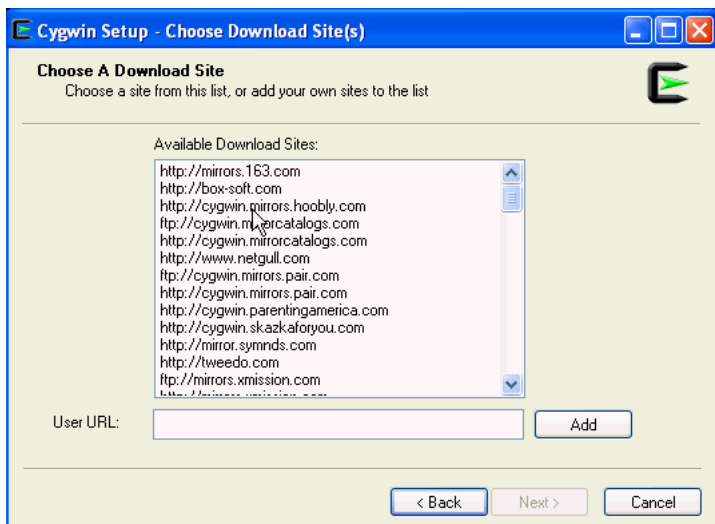 Cygwin Setup - Choose Download Site(s)
Choose A Download Site
Choose a site from this list, or add your own sites to the list
Available Download Sites:
http://mirrors.163.com
http://box-soft.com
http://cygwin.mirrors.hoobly.com
ftp://cygwin.mirrorcatalogs.com
http://cygwin.mirrorcatalogs.com
http://www.netgull.com
ftp://cygwin.mirrors.pair.com
http://cygwin.mirrors.pair.com
http://cygwin.parentingamerica.com
http://cygwin.skazkaforyou.com
http://mirror.symnds.com
http://tweedo.com
ftp://mirrors.xmission.com
User URL:
Add
< Back
Next >
Cancel